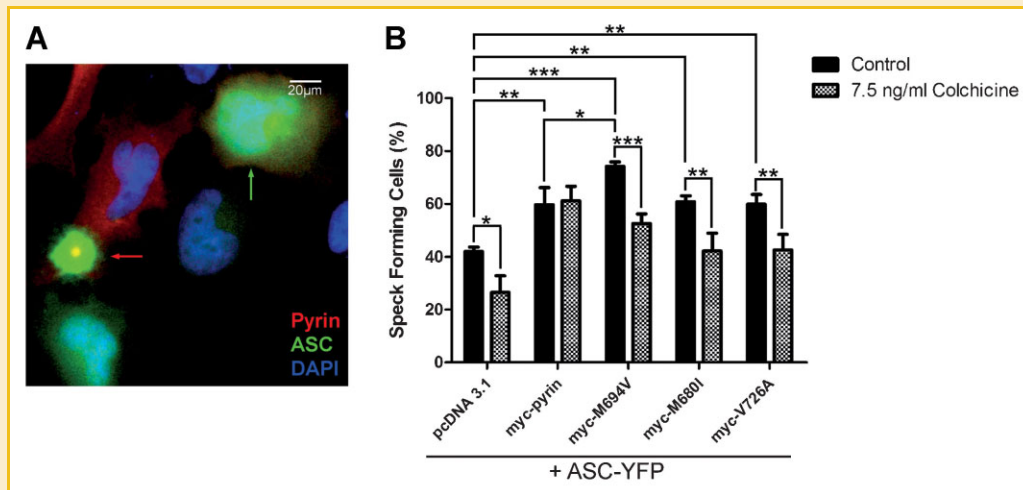 A
20µm
Pyrin
ASC
DAPI
B
Control
7.5 ng/ml Colchicine
**
**
***
**
*
***
**
**
*
Speck Forming Cells (%)
100
80
60
40
20
0
pcDNA 3.1
myc-pyrin
myc-M694V
myc-M680I
myc-V726A
+ ASC-YFP